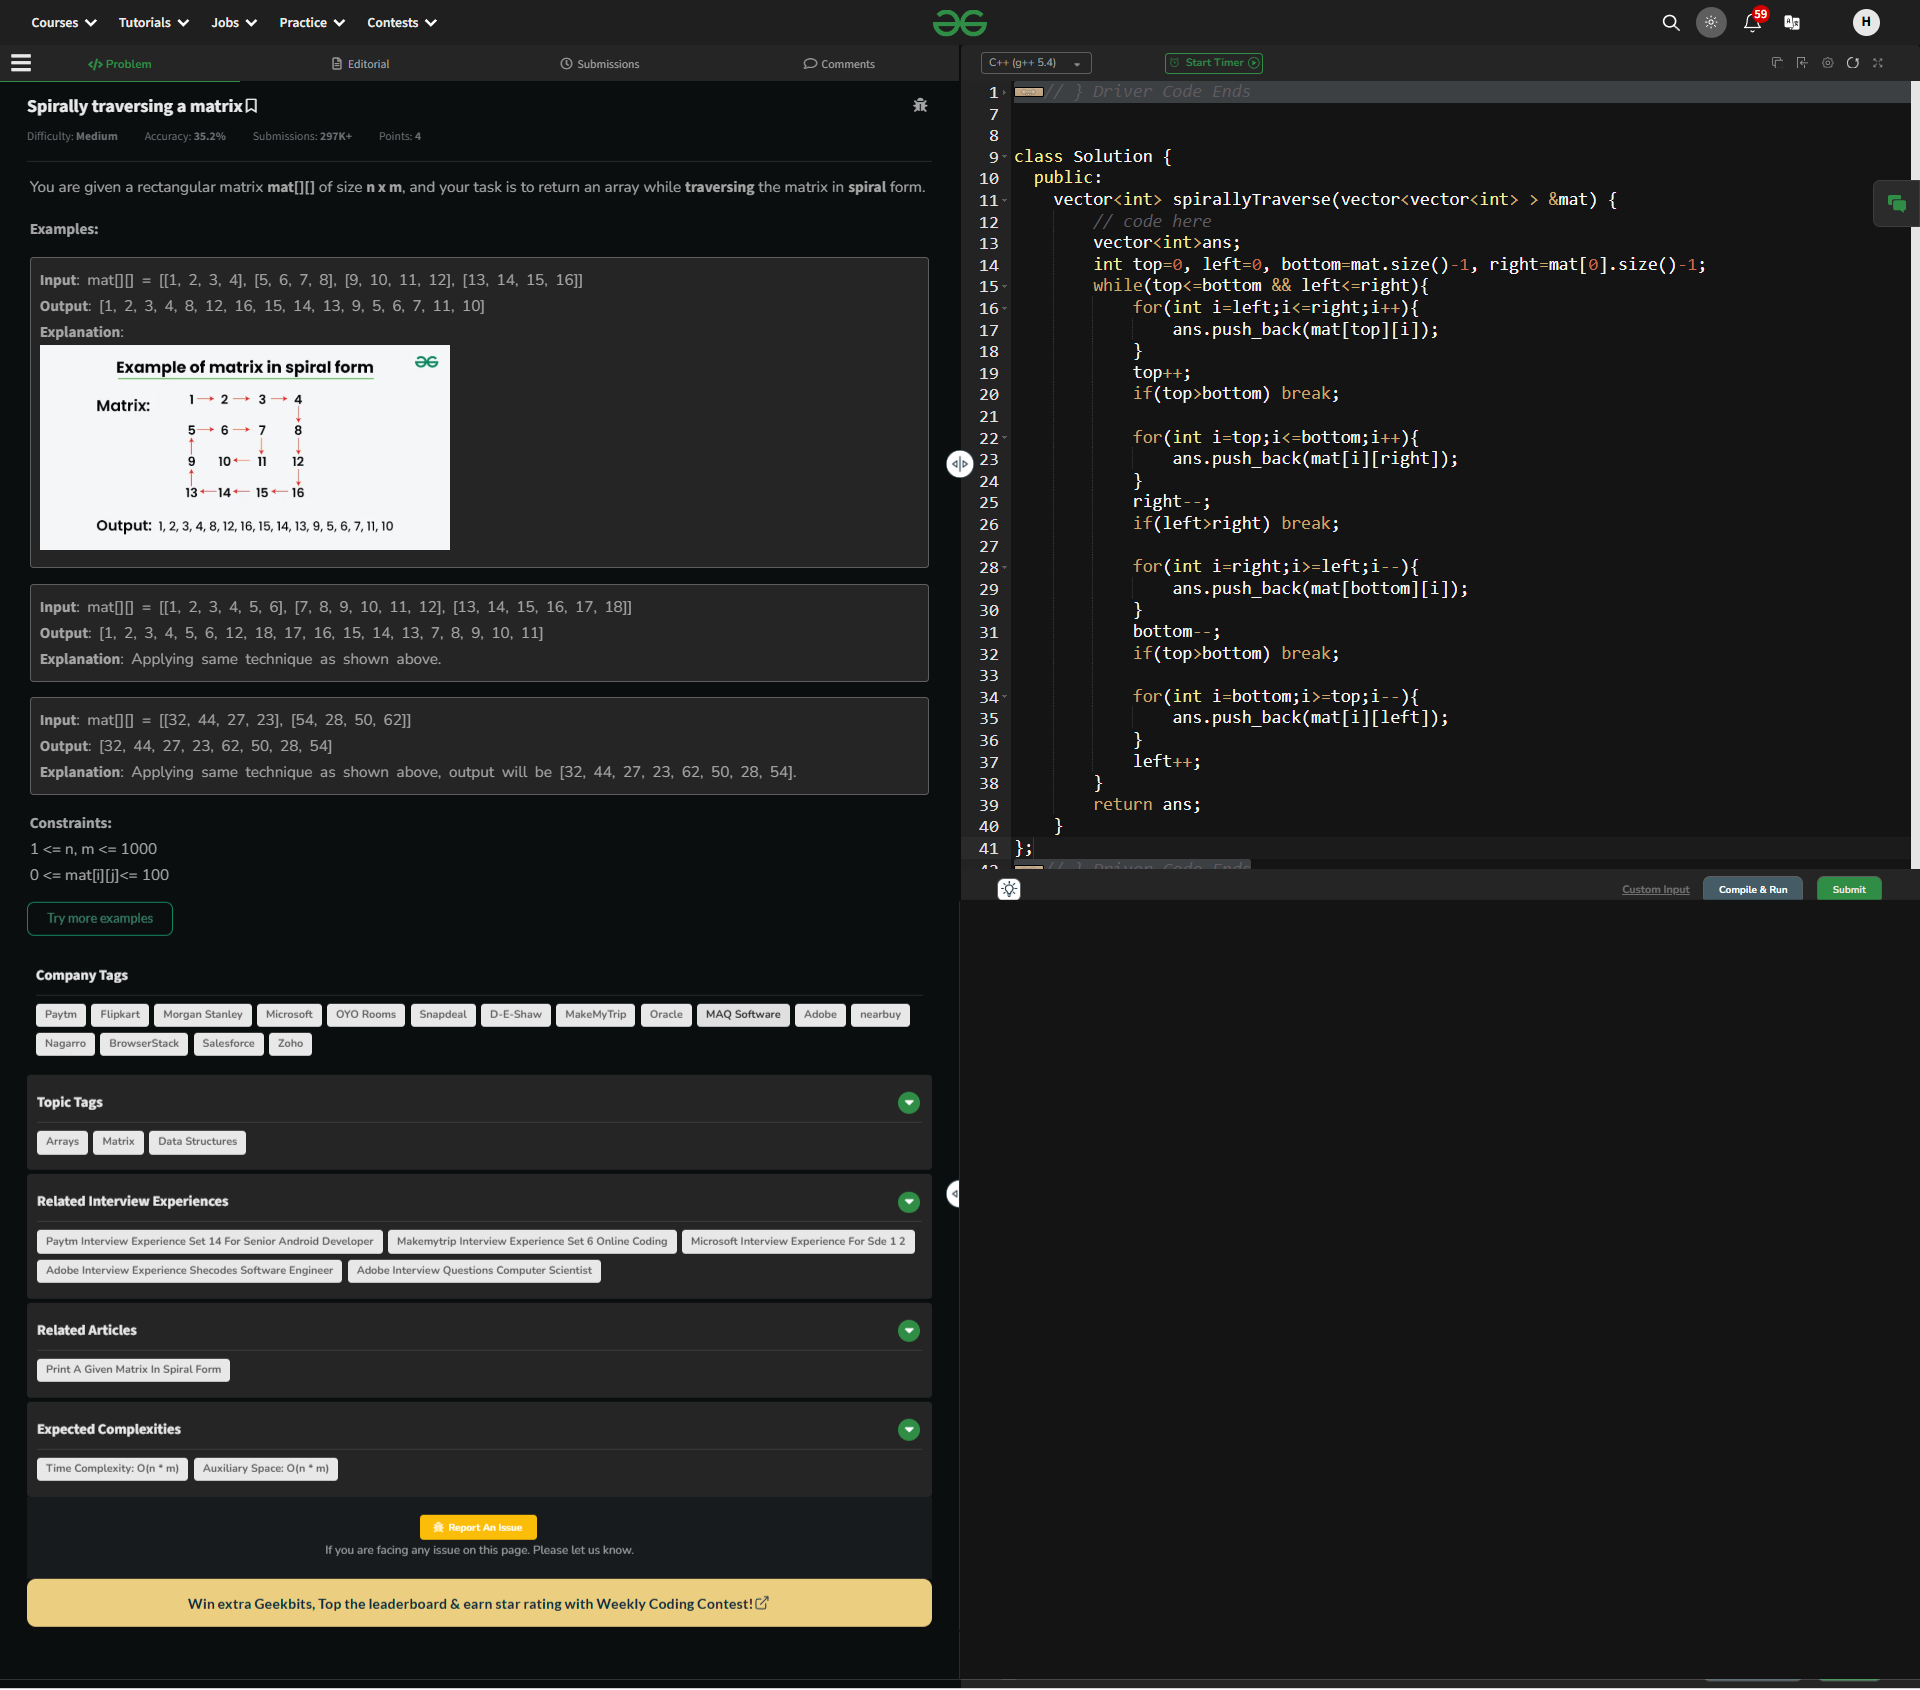 Courses Tutorials Jobs Practice Contests
59
H
Problem Editorial Submissions Comments
Spirally traversing a matrix
Difficulty: Medium Accuracy: 35.2% Submissions: 297K+ Points: 4
You are given a rectangular matrix mat[][] of size n x m, and your task is to return an array while traversing the matrix in spiral form.
Examples:
Input: mat[][] = [[1, 2, 3, 4], [5, 6, 7, 8], [9, 10, 11, 12], [13, 14, 15, 16]]
Output: [1, 2, 3, 4, 8, 12, 16, 15, 14, 13, 9, 5, 6, 7, 11, 10]
Explanation:
Example of matrix in spiral form
Matrix:
1 2 3 4
5 6 7 8
9 10 11 12
13 14 15 16
Output: 1, 2, 3, 4, 8, 12, 16, 15, 14, 13, 9, 5, 6, 7, 11, 10
Input: mat[][] = [[1, 2, 3, 4, 5, 6], [7, 8, 9, 10, 11, 12], [13, 14, 15, 16, 17, 18]]
Output: [1, 2, 3, 4, 5, 6, 12, 18, 17, 16, 15, 14, 13, 7, 8, 9, 10, 11]
Explanation: Applying same technique as shown above.
Input: mat[][] = [[32, 44, 27, 23], [54, 28, 50, 62]]
Output: [32, 44, 27, 23, 62, 50, 28, 54]
Explanation: Applying same technique as shown above, output will be [32, 44, 27, 23, 62, 50, 28, 54].
Constraints:
1 <= n, m <= 1000
0 <= mat[i][j]<= 100
Try more examples
Company Tags
Paytm Flipkart Morgan Stanley Microsoft OYO Rooms Snapdeal D-E-Shaw MakeMyTrip Oracle MAQ Software Adobe nearbuy
Nagarro BrowserStack Salesforce Zoho
Topic Tags
Arrays Matrix Data Structures
Related Interview Experiences
Paytm Interview Experience Set 14 For Senior Android Developer Makemytrip Interview Experience Set 6 Online Coding Microsoft Interview Experience For Sde 1 2
Adobe Interview Experience Shecodes Software Engineer Adobe Interview Questions Computer Scientist
Related Articles
Print A Given Matrix In Spiral Form
Expected Complexities
Time Complexity: O(n * m) Auxiliary Space: O(n * m)
Report An Issue
If you are facing any issue on this page. Please let us know.
Win extra Geekbits, Top the leaderboard & earn star rating with Weekly Coding Contest!
C++ (g++ 5.4) Start Timer
1 // } Driver Code Ends
7
8
9 class Solution {
10 public:
11 vector<int> spirallyTraverse(vector<vector<int> > &mat) {
12 // code here
13 vector<int>ans;
14 int top=0, left=0, bottom=mat.size()-1, right=mat[0].size()-1;
15 while(top<=bottom && left<=right){
16 for(int i=left;i<=right;i++){
17 ans.push_back(mat[top][i]);
18 }
19 top++;
20 if(top>bottom) break;
21
22 for(int i=top;i<=bottom;i++){
23 ans.push_back(mat[i][right]);
24 }
25 right--;
26 if(left>right) break;
27
28 for(int i=right;i>=left;i--){
29 ans.push_back(mat[bottom][i]);
30 }
31 bottom--;
32 if(top>bottom) break;
33
34 for(int i=bottom;i>=top;i--){
35 ans.push_back(mat[i][left]);
36 }
37 left++;
38 }
39 return ans;
40 }
41 };
42 // } Driver Code Ends
Custom Input Compile & Run Submit